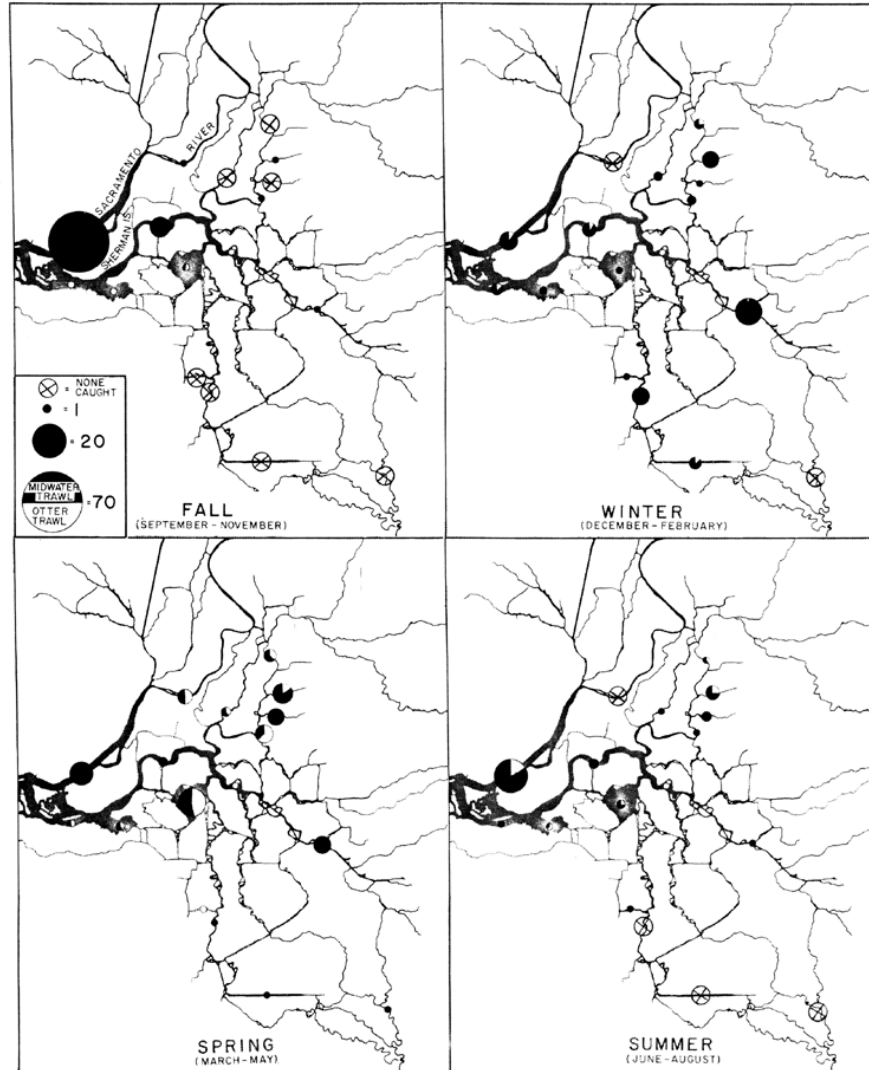 SACRAMENTO
RIVER
SHERMAN IS.
= NONE
CAUGHT
= 1
= 20
MIDWATER
TRAWL
OTTER
TRAWL
= 70
FALL
(SEPTEMBER-NOVEMBER)
WINTER
(DECEMBER-FEBRUARY)
SPRING
(MARCH-MAY)
SUMMER
(JUNE-AUGUST)